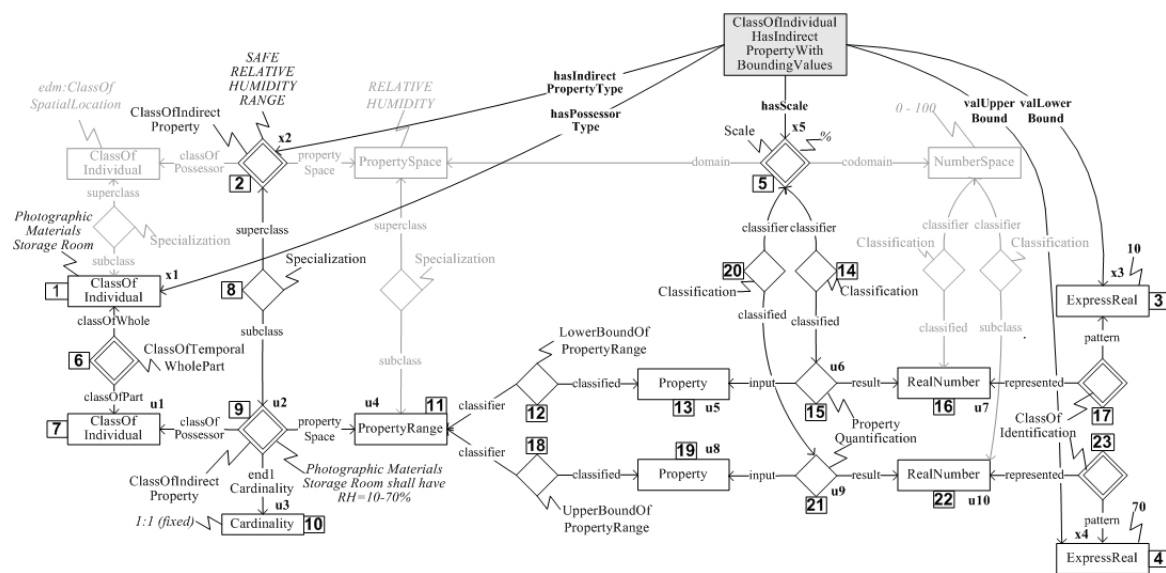 ClassOfIndividual
HasIndirect
PropertyWith
BoundingValues
SAFE
RELATIVE
HUMIDITY
RANGE
edm:ClassOf
SpatialLocation
ClassOfIndirect
Property
RELATIVE
HUMIDITY
hasIndirect
PropertyType
hasPossessor
Type
hasScale
x5
valUpper
Bound
valLower
Bound
0 - 100
x2
Scale
%
ClassOf
Individual
classOf
Possessor
property
Space
PropertySpace
domain
codomain
NumberSpace
2
5
superclass
Specialization
subclass
Photographic
Materials
Storage Room
x1
1
ClassOf
Individual
superclass
8
Specialization
subclass
superclass
Specialization
subclass
classifier
classifier
20
14
Classification
Classification
classified
classified
classifier
classifier
Classification
Classification
classified
subclass
10
x3
ExpressReal
3
pattern
classOfWhole
6
ClassOfTemporal
WholePart
classOfPart
u1
7
ClassOf
Individual
classOf
Possessor
9
u2
property
Space
u4
11
PropertyRange
classifier
classifier
LowerBoundOf
PropertyRange
12
classified
Property
13
u5
input
u6
15
result
RealNumber
16
u7
represented
17
Property
Quantification
ClassOf
Identification
23
18
classified
19
u8
Property
input
u9
21
result
RealNumber
22
u10
represented
UpperBoundOf
PropertyRange
ClassOfIndirect
Property
end1
Cardinality
u3
Photographic Materials
Storage Room shall have
RH=10-70%
1:1 (fixed)
Cardinality
10
pattern
70
x4
ExpressReal
4